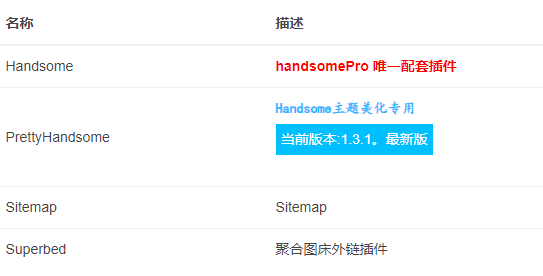 名称 描述
Handsome handsomePro 唯一配套插件
Handsome主题美化专用
PrettyHandsome 当前版本:1.3.1。最新版
Sitemap Sitemap
Superbed 聚合图床外链插件